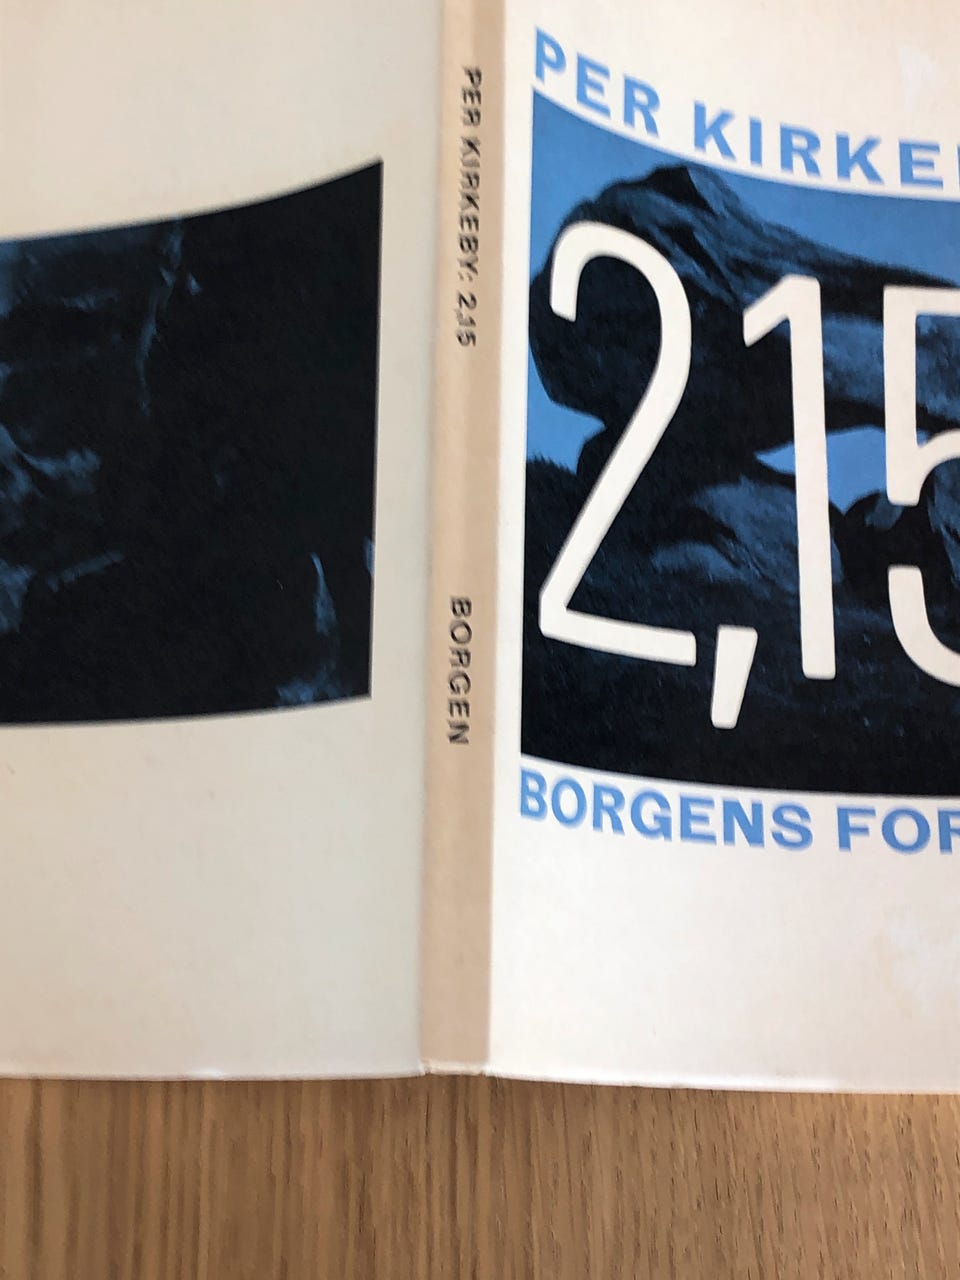 PER KIRKEBY: 2,15
BORGEN
PER KIRKE
2,15
BORGENS FOR